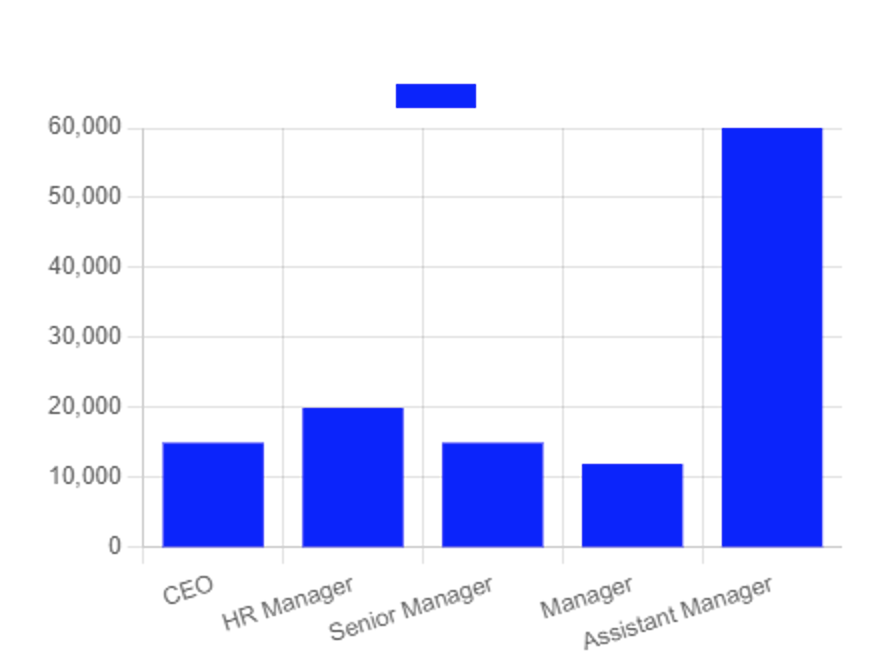 60,000
50,000
40,000
30,000
20,000
10,000
0
CEO
HR Manager
Senior Manager
Manager
Assistant Manager